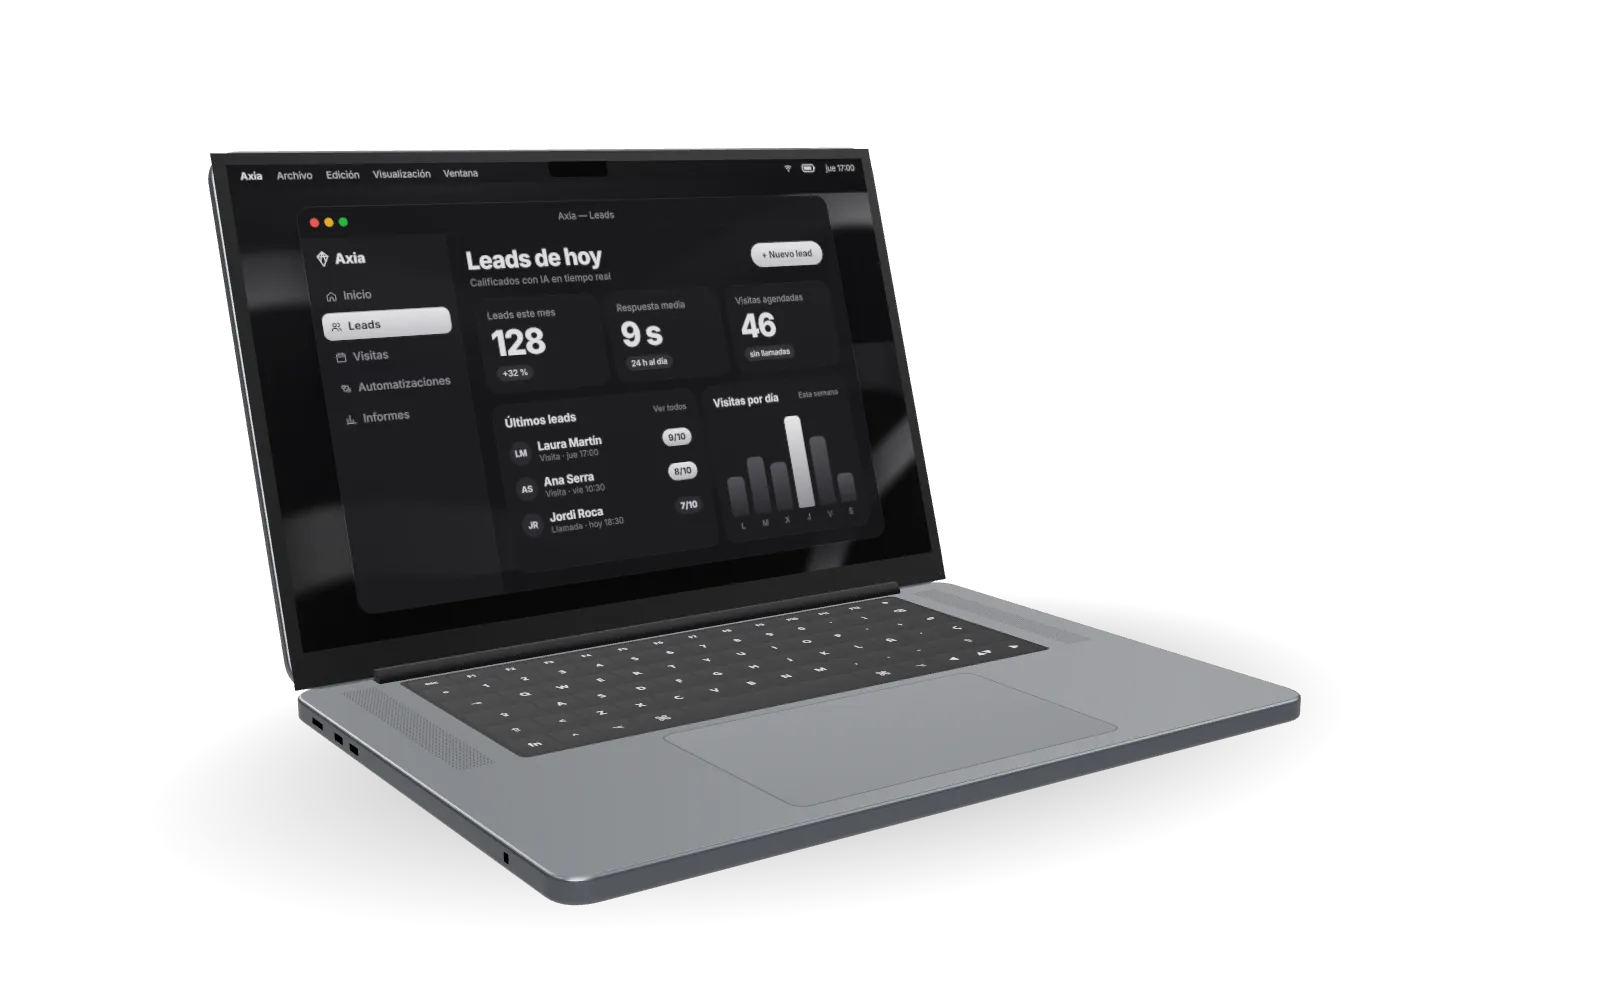 Axia Archivo Edición Visualización Ventana
jue 17:00
Axia — Leads
Axia
Inicio
Leads
Visitas
Automatizaciones
Informes
Leads de hoy
Calificados con IA en tiempo real
+ Nuevo lead
Leads este mes
128
+32 %
Respuesta media
9 s
24 h al día
Visitas agendadas
46
sin llamadas
Últimos leads
Ver todos
LM
Laura Martín
Visita · jue 17:00
9/10
AS
Ana Serra
Visita · vie 10:30
8/10
JR
Jordi Roca
Llamada · hoy 18:30
7/10
Visitas por día
Esta semana
L M X J V S
Q W E R T Y U I O P
A S D F G H J K L Ñ
Z X C V B N M
fn